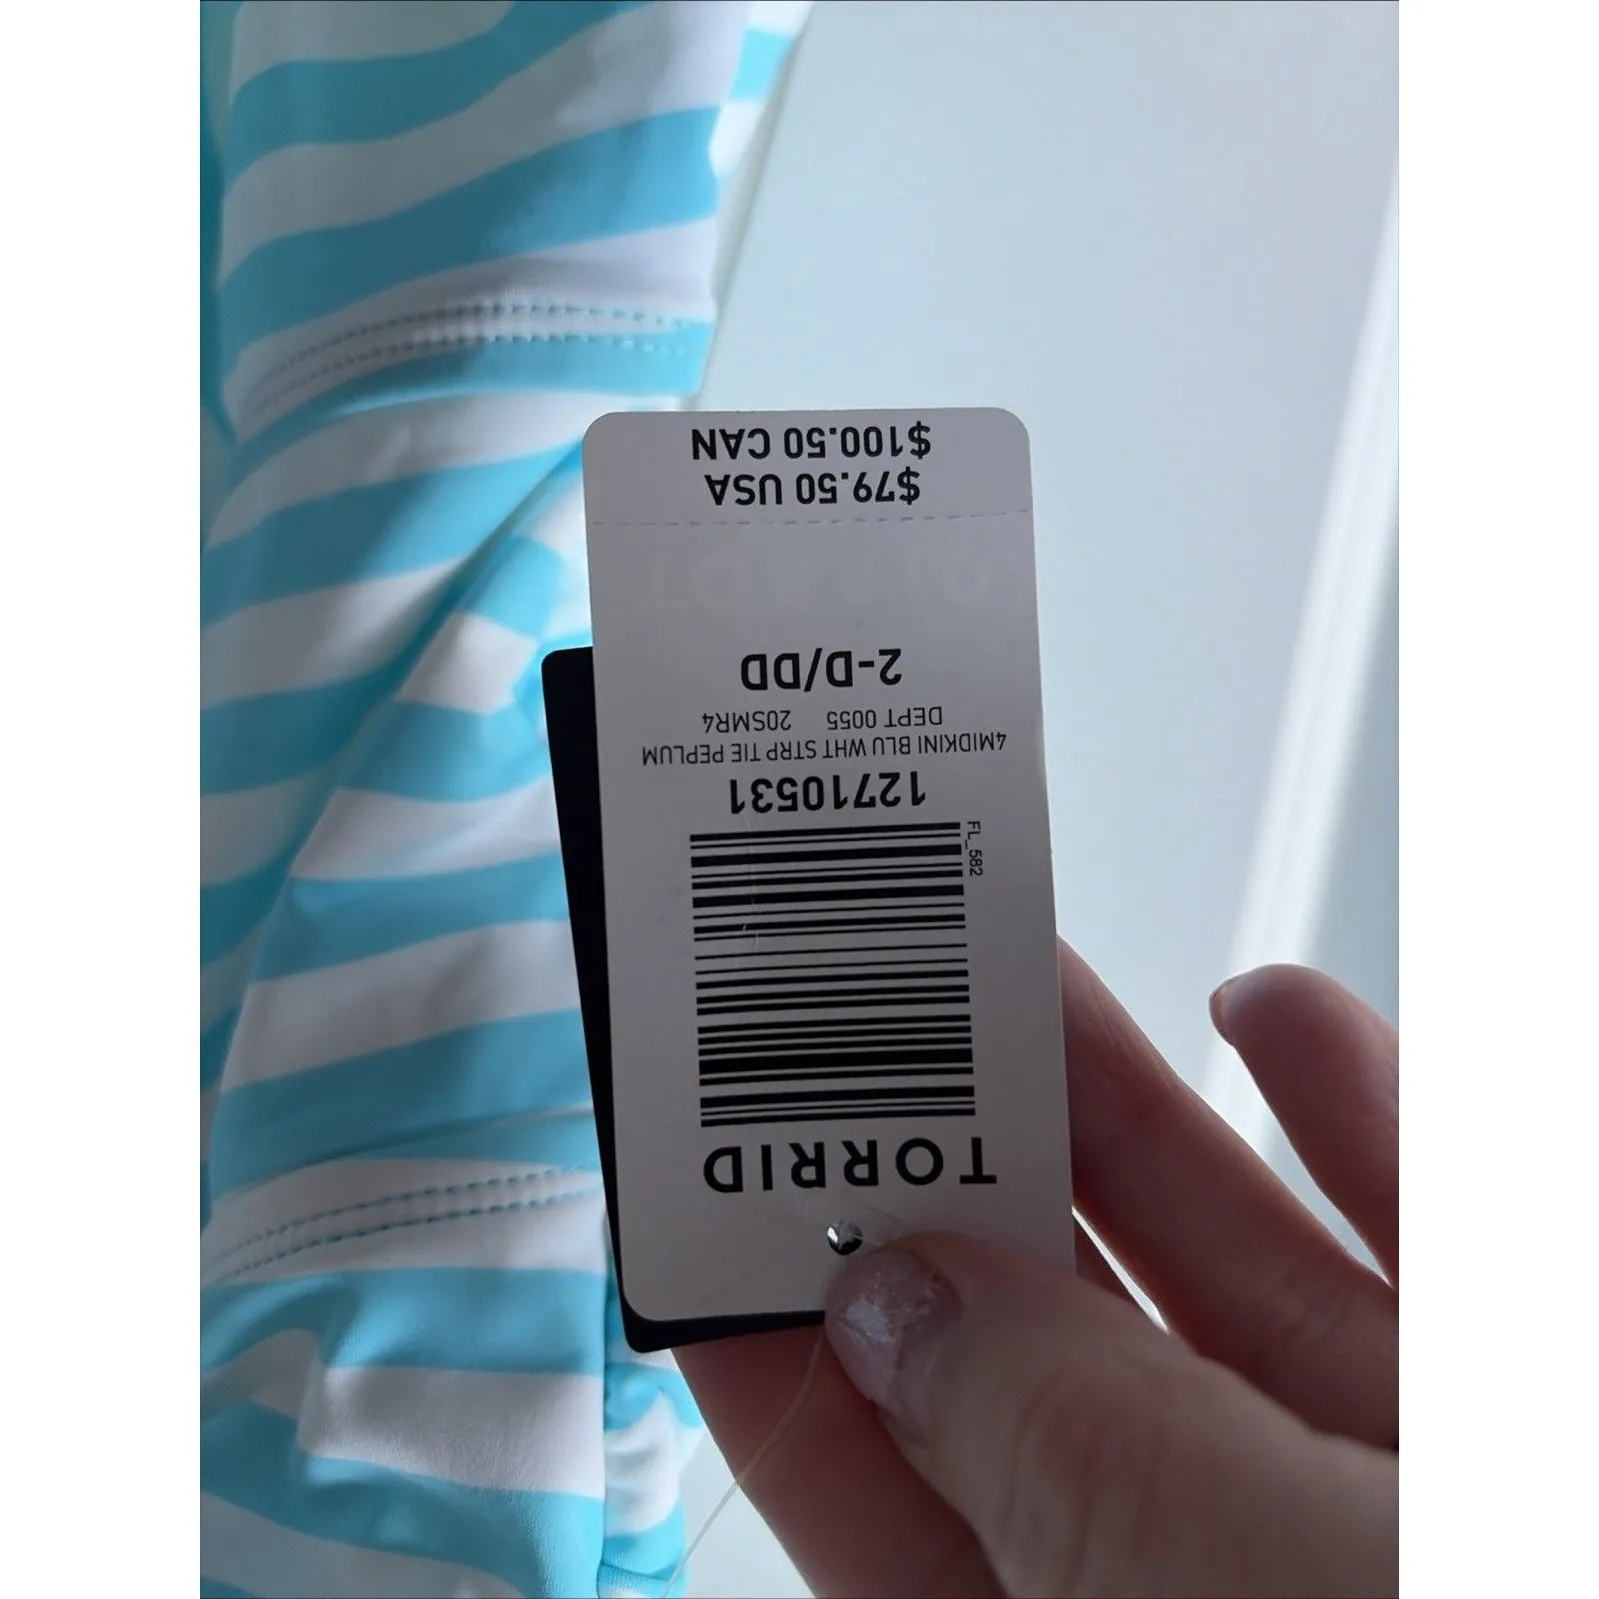 TORRID
FL_582
12710531
4MIDKINI BLU WHT STRP TIE PEPLUM
DEPT 0055 20SMR4
2-D/DD
$79.50 USA
$100.50 CAN